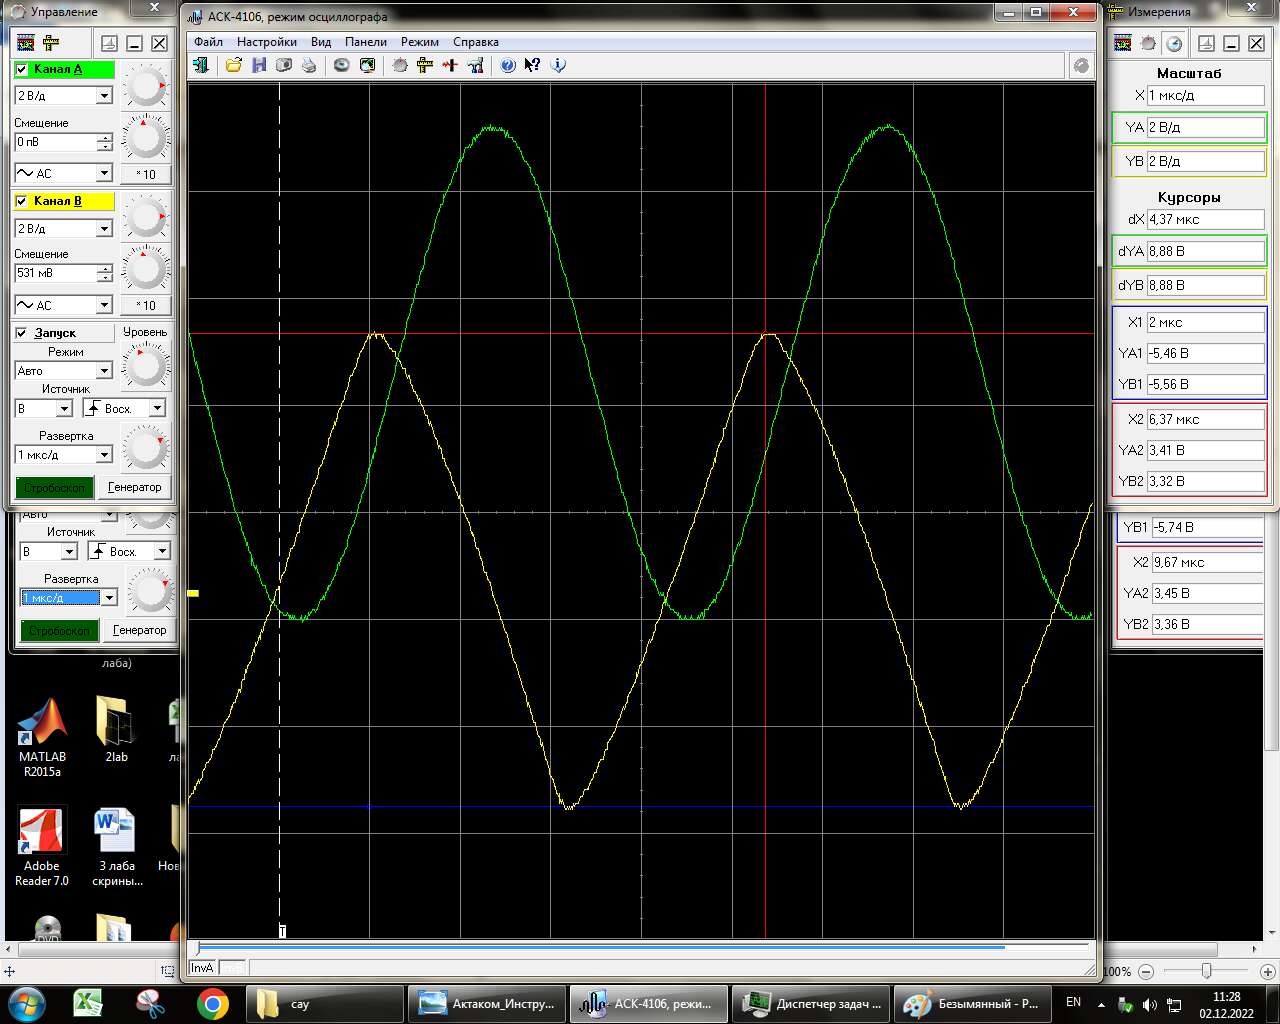 Управление
Канал A
2 В/д
Смещение
0 пВ
AC
*10
Канал B
2 В/д
Смещение
531 мВ
AC
*10
Запуск
Уровень
Режим
Авто
Источник
B
Восх.
Развертка
1 мкс/д
Стробоскоп
Генератор
Авто
Источник
B
Восх.
Развертка
1 мкс/д
Стробоскоп
Генератор
лаба)
MATLAB
R2015a
2lab
ла
Adobe
Reader 7.0
3 лаба
скрины...
Нов
DVD
АСК-4106, режим осциллографа
Файл
Настройки
Вид
Панели
Режим
Справка
T
InvA
Измерения
Масштаб
X 1 мкс/д
YA 2 В/д
YB 2 В/д
Курсоры
dX 4,37 мкс
dYA 8,88 В
dYB 8,88 В
X1 2 мкс
YA1 -5,46 В
YB1 -5,56 В
X2 6,37 мкс
YA2 3,41 В
YB2 3,32 В
YB1 -5,74 В
X2 9,67 мкс
YA2 3,45 В
YB2 3,36 В
100%
сау
Актаком_Инстру...
АСК-4106, режи...
Диспетчер задач ...
Безымянный - P...
EN
11:28
02.12.2022